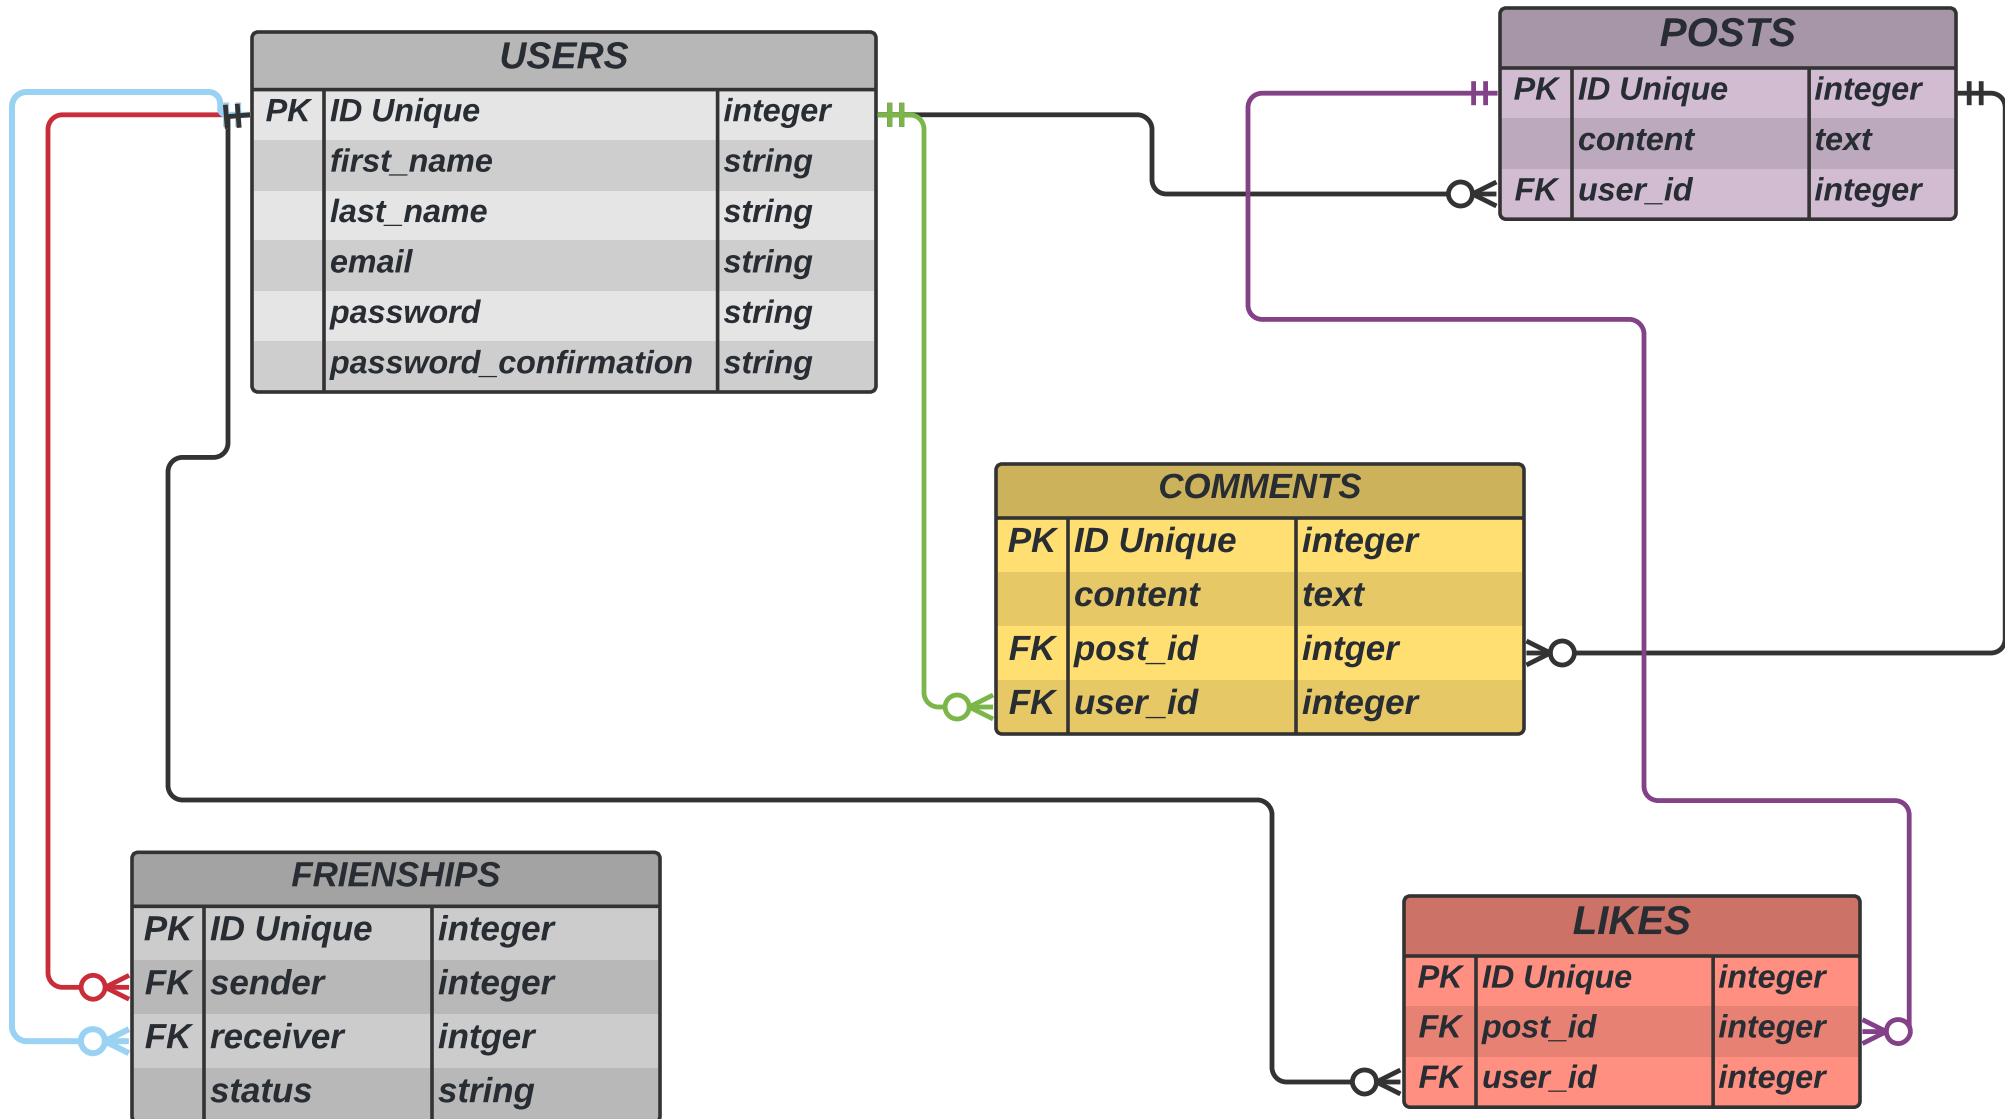 USERS
PK ID Unique integer
first_name string
last_name string
email string
password string
password_confirmation string
POSTS
PK ID Unique integer
content text
FK user_id integer
COMMENTS
PK ID Unique integer
content text
FK post_id intger
FK user_id integer
FRIENSHIPS
PK ID Unique integer
FK sender integer
FK receiver intger
status string
LIKES
PK ID Unique integer
FK post_id integer
FK user_id integer